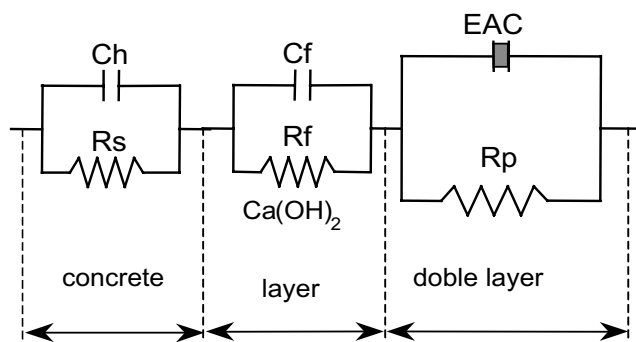 EAC
Ch
Cf
Rs
Rf
Rp
Ca(OH)₂
concrete
layer
doble layer